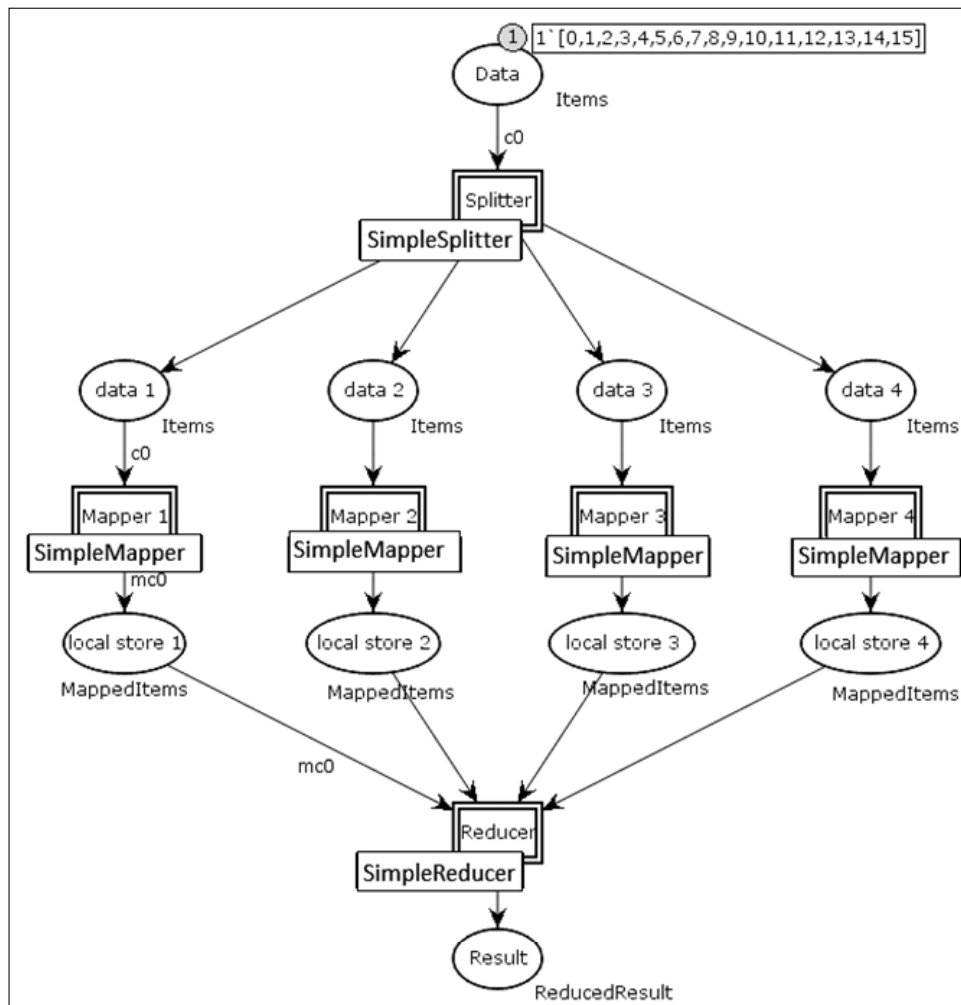 1 1`[0,1,2,3,4,5,6,7,8,9,10,11,12,13,14,15]
Data
Items
c0
Splitter
SimpleSplitter
data 1 data 2 data 3 data 4
Items Items Items Items
c0
Mapper 1 Mapper 2 Mapper 3 Mapper 4
SimpleMapper SimpleMapper SimpleMapper SimpleMapper
mc0
local store 1 local store 2 local store 3 local store 4
MappedItems MappedItems MappedItems MappedItems
mc0
Reducer
SimpleReducer
Result
ReducedResult